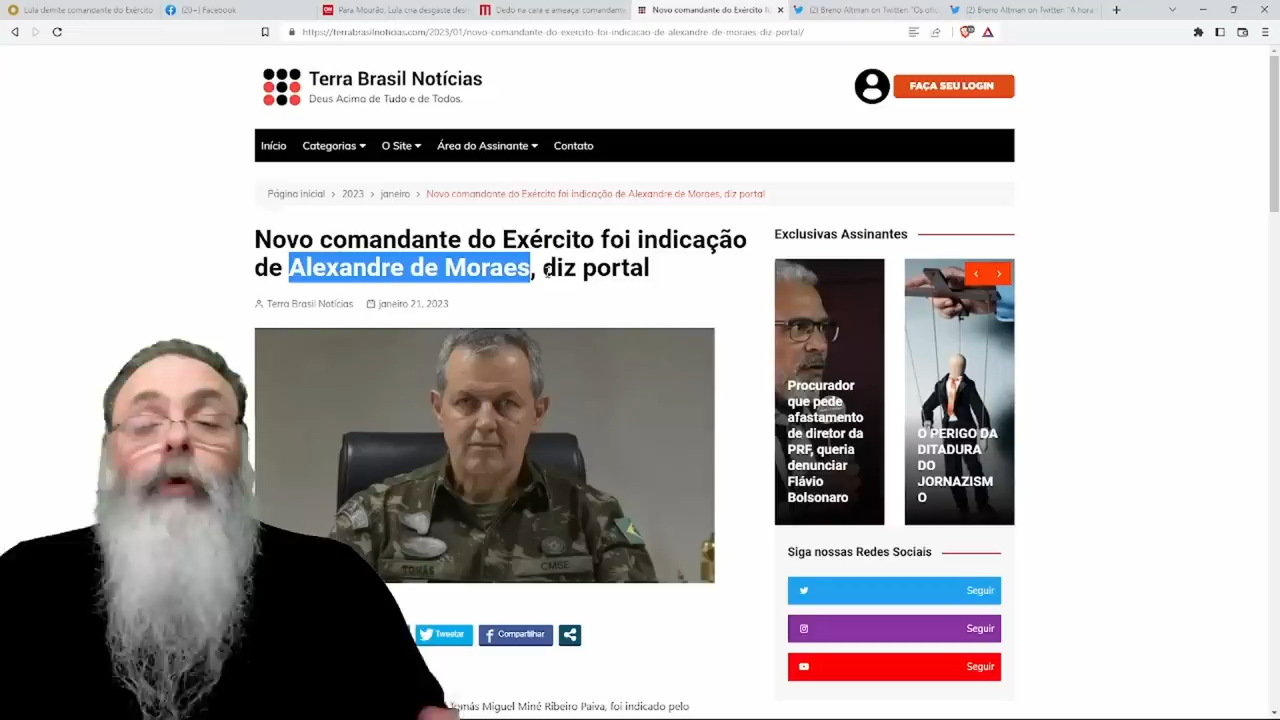 Lula demite comandante do Exército
(20+) Facebook
Para Mourão, Lula cria desgaste des
Dedo na cara e ameaça: comandante
Novo comandante do Exército f
(2) Breno Altman on Twitter: "Os ofic
(2) Breno Altman on Twitter: "A hora
https://terrabrasilnoticias.com/2023/01/novo-comandante-do-exercito-foi-indicacao-de-alexandre-de-moraes-diz-portal/
Terra Brasil Notícias
Deus Acima de Tudo e de Todos.
FAÇA SEU LOGIN
Início
Categorias
O Site
Área do Assinante
Contato
Página inicial > 2023 > janeiro > Novo comandante do Exército foi indicação de Alexandre de Moraes, diz portal
Novo comandante do Exército foi indicação
de Alexandre de Moraes, diz portal
Terra Brasil Notícias
janeiro 21, 2023
TOMÁS
CMSE
Tweetar
Compartilhar
Tomás Miguel Miné Ribeiro Paiva, foi indicado pelo
Exclusivas Assinantes
Procurador
que pede
afastamento
de diretor da
PRF, queria
denunciar
Flávio
Bolsonaro
O PERIGO DA
DITADURA
DO
JORNAZISM
O
Siga nossas Redes Sociais
Seguir
Seguir
Seguir